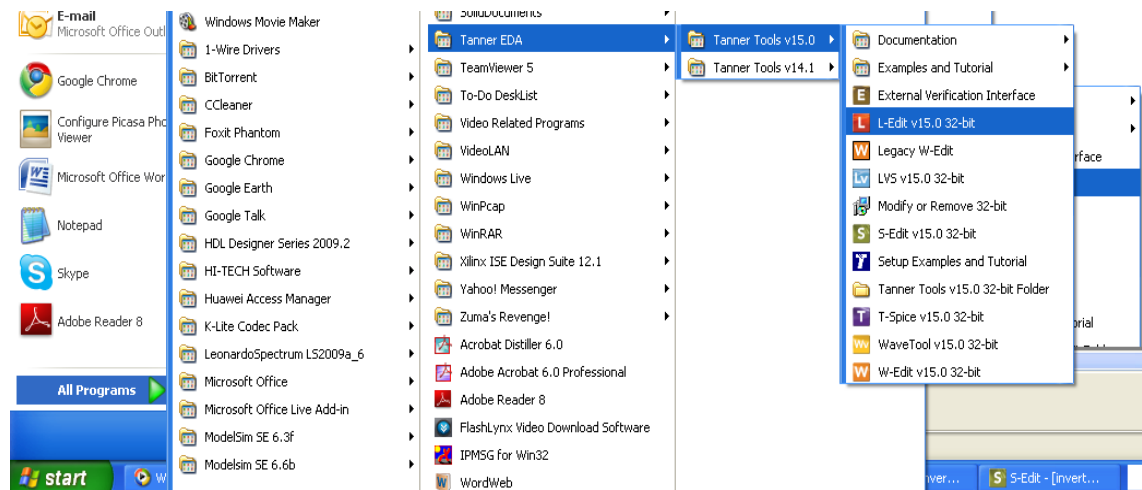 E-mail
Microsoft Office Outl
Google Chrome
Configure Picasa Pho
Viewer
Microsoft Office Wor
Notepad
Skype
Adobe Reader 8
All Programs
start
Windows Movie Maker
1-Wire Drivers
BitTorrent
CCleaner
Foxit Phantom
Google Chrome
Google Earth
Google Talk
HDL Designer Series 2009.2
HI-TECH Software
Huawei Access Manager
K-Lite Codec Pack
LeonardoSpectrum LS2009a_6
Microsoft Office
Microsoft Office Live Add-in
ModelSim SE 6.3f
Modelsim SE 6.6b
SolidDocuments
Tanner EDA
TeamViewer 5
To-Do DeskList
Video Related Programs
VideoLAN
Windows Live
WinPcap
WinRAR
Xilinx ISE Design Suite 12.1
Yahoo! Messenger
Zuma's Revenge!
Acrobat Distiller 6.0
Adobe Acrobat 6.0 Professional
Adobe Reader 8
FlashLynx Video Download Software
IPMSG for Win32
WordWeb
Tanner Tools v15.0
Tanner Tools v14.1
Documentation
Examples and Tutorial
External Verification Interface
L-Edit v15.0 32-bit
Legacy W-Edit
LVS v15.0 32-bit
Modify or Remove 32-bit
S-Edit v15.0 32-bit
Setup Examples and Tutorial
Tanner Tools v15.0 32-bit Folder
T-Spice v15.0 32-bit
WaveTool v15.0 32-bit
W-Edit v15.0 32-bit
rface
orial
nver...
S-Edit - [invert...